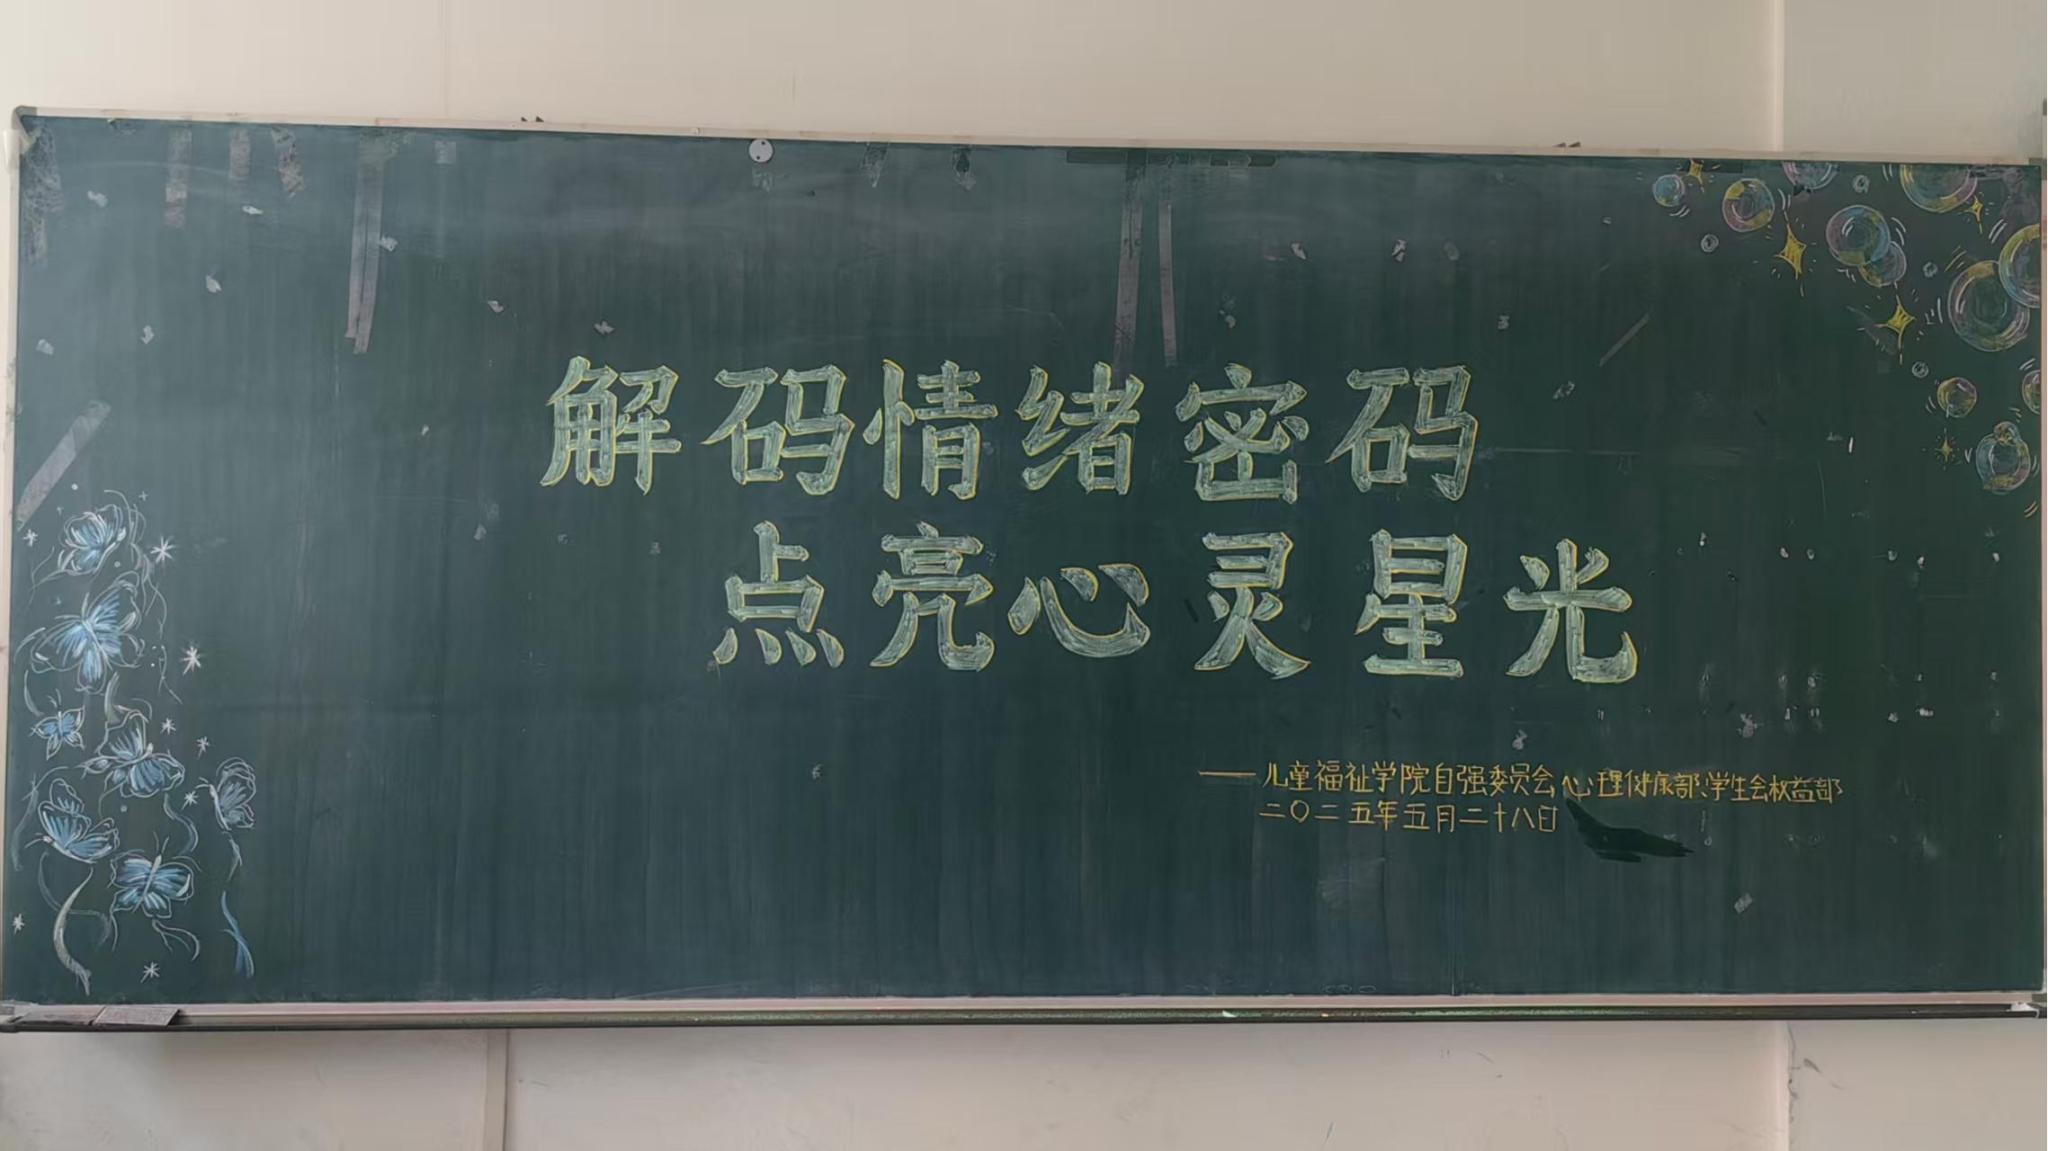 解码情绪密码
点亮心灵星光
——儿童福祉学院自强委员会心理健康部、学生会权益部
二〇二五年五月二十八日